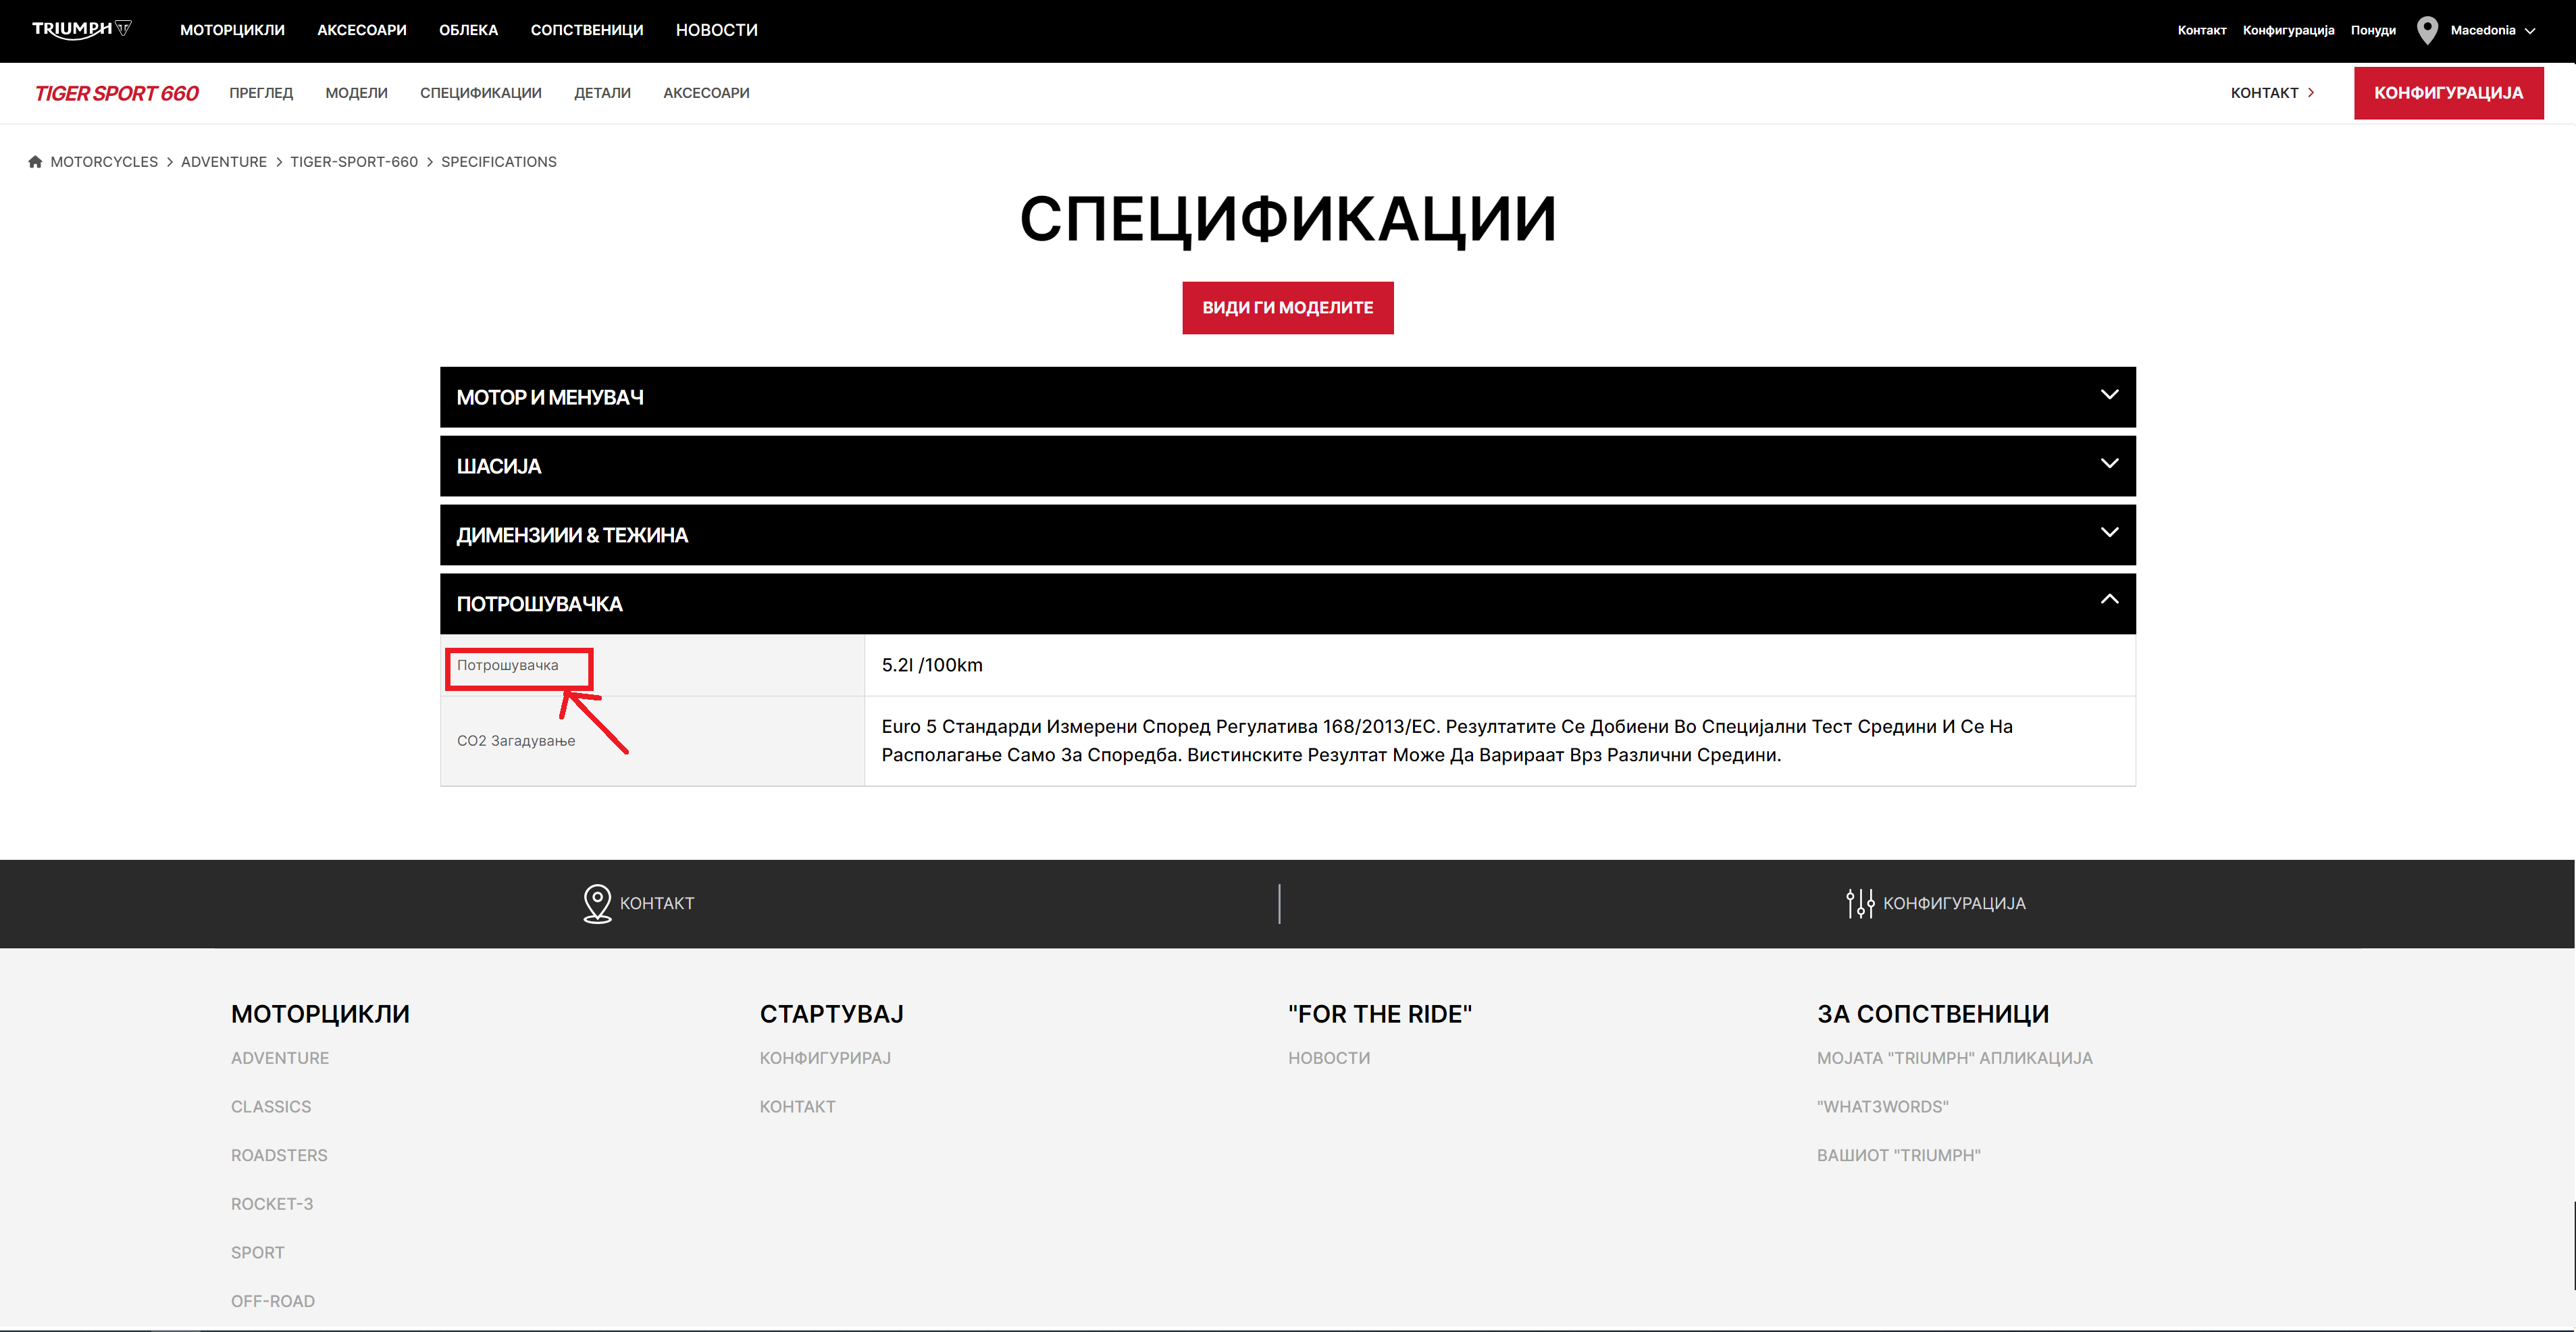 TRIUMPH МОТОРЦИКЛИ АКСЕСОАРИ ОБЛЕКА СОПСТВЕНИЦИ НОВОСТИ Контакт Конфигурација Понуди Macedonia
TIGER SPORT 660 ПРЕГЛЕД МОДЕЛИ СПЕЦИФИКАЦИИ ДЕТАЛИ АКСЕСОАРИ КОНТАКТ КОНФИГУРАЦИЈА
MOTORCYCLES > ADVENTURE > TIGER-SPORT-660 > SPECIFICATIONS
СПЕЦИФИКАЦИИ
ВИДИ ГИ МОДЕЛИТЕ
МОТОР И МЕНУВАЧ
ШАСИЈА
ДИМЕНЗИИИ & ТЕЖИНА
ПОТРОШУВАЧКА
Потрошувачка 5.2l /100km
CO2 Загадување
Euro 5 Стандарди Измерени Според Регулатива 168/2013/EC. Резултатите Се Добиени Во Специјални Тест Средини И Се На
Располагање Само За Споредба. Вистинските Резултат Може Да Варираат Врз Различни Средини.
КОНТАКТ КОНФИГУРАЦИЈА
МОТОРЦИКЛИ
ADVENTURE
CLASSICS
ROADSTERS
ROCKET-3
SPORT
OFF-ROAD
СТАРТУВАЈ
КОНФИГУРИРАЈ
КОНТАКТ
"FOR THE RIDE"
НОВОСТИ
ЗА СОПСТВЕНИЦИ
МОЈАТА "TRIUMPH" АПЛИКАЦИЈА
"WHAT3WORDS"
ВАШИОТ "TRIUMPH"